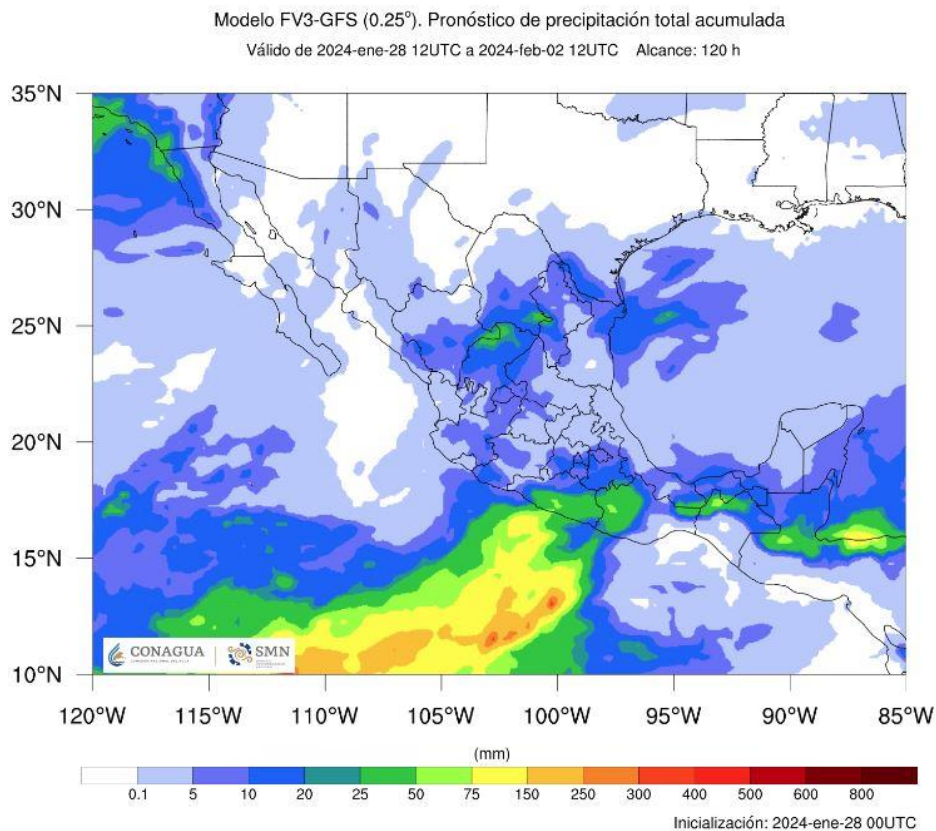 Modelo FV3-GFS (0.25°). Pronóstico de precipitación total acumulada
Válido de 2024-ene-28 12UTC a 2024-feb-02 12UTC Alcance: 120 h
35°N
30°N
25°N
20°N
15°N
10°N
CONAGUA
SMN
120°W 115°W 110°W 105°W 100°W 95°W 90°W 85°W
(mm)
0.1 5 10 20 25 50 75 150 250 300 400 500 600 800
Inicialización: 2024-ene-28 00UTC